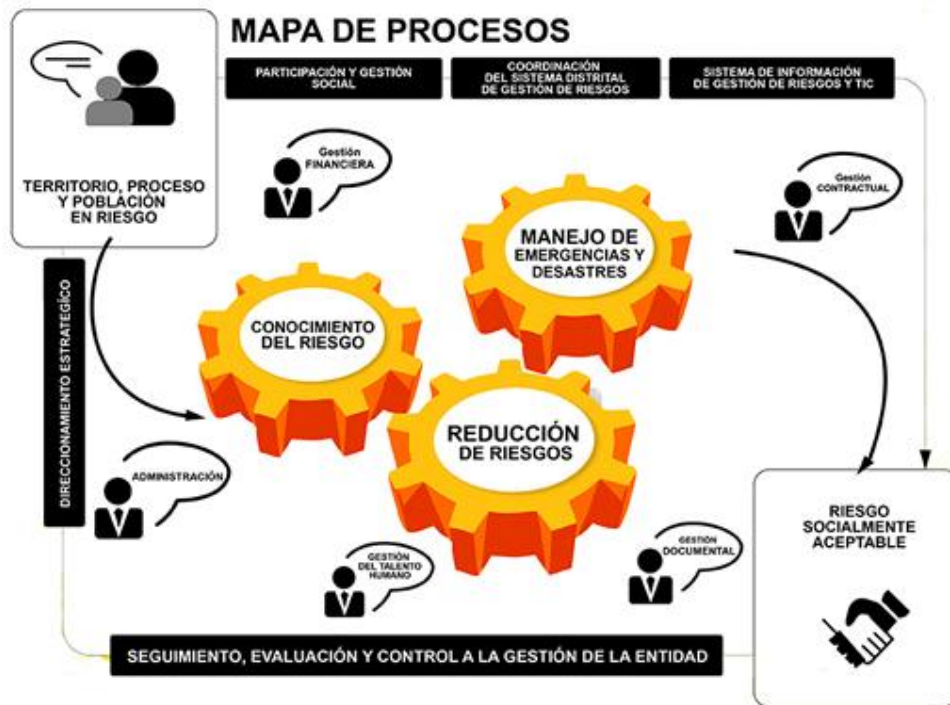 MAPA DE PROCESOS
PARTICIPACIÓN Y GESTIÓN
SOCIAL
COORDINACIÓN
DEL SISTEMA DISTRITAL
DE GESTIÓN DE RIESGOS
SISTEMA DE INFORMACIÓN
DE GESTIÓN DE RIESGOS Y TIC
TERRITORIO, PROCESO
Y POBLACIÓN
EN RIESGO
Gestión
FINANCIERA
Gestión
CONTRACTUAL
MANEJO DE
EMERGENCIAS Y
DESASTRES
CONOCIMIENTO
DEL RIESGO
REDUCCIÓN
DE RIESGOS
DIRECCIONAMIENTO ESTRATEGÍCO
ADMINISTRACIÓN
GESTIÓN
DEL TALENTO
HUMANO
GESTIÓN
DOCUMENTAL
RIESGO
SOCIALMENTE
ACEPTABLE
SEGUIMIENTO, EVALUACIÓN Y CONTROL A LA GESTIÓN DE LA ENTIDAD